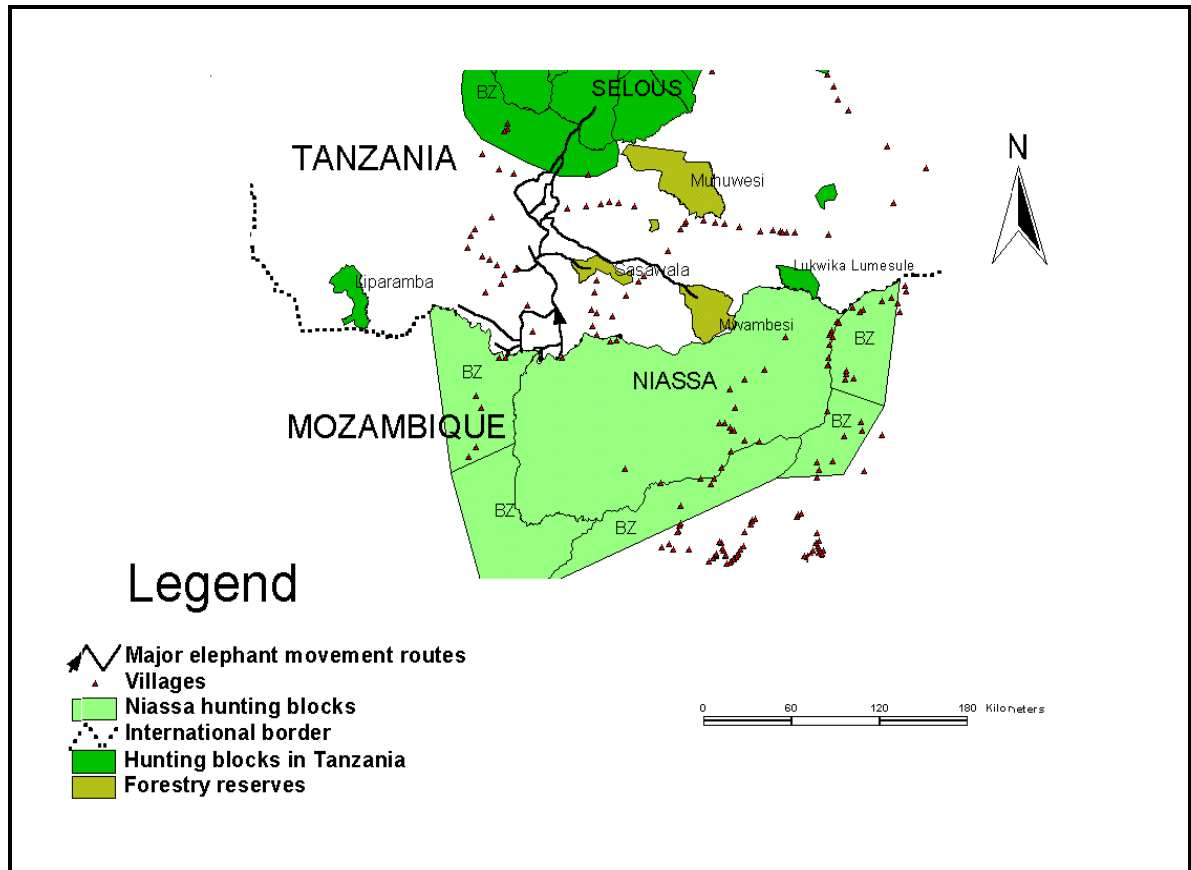 BZ
SELOUS
TANZANIA
Muhuwesi
N
Liparamba
Sasawala
Lukwika Lumesule
Mwambesi
BZ
BZ
NIASSA
MOZAMBIQUE
BZ
BZ
BZ
Legend
Major elephant movement routes
Villages
Niassa hunting blocks
International border
Hunting blocks in Tanzania
Forestry reserves
0 60 120 180 Kilometers